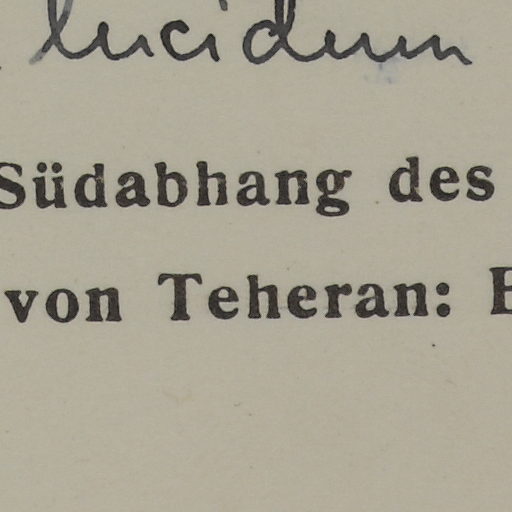 lucidum
Südabhang des
von Teheran: